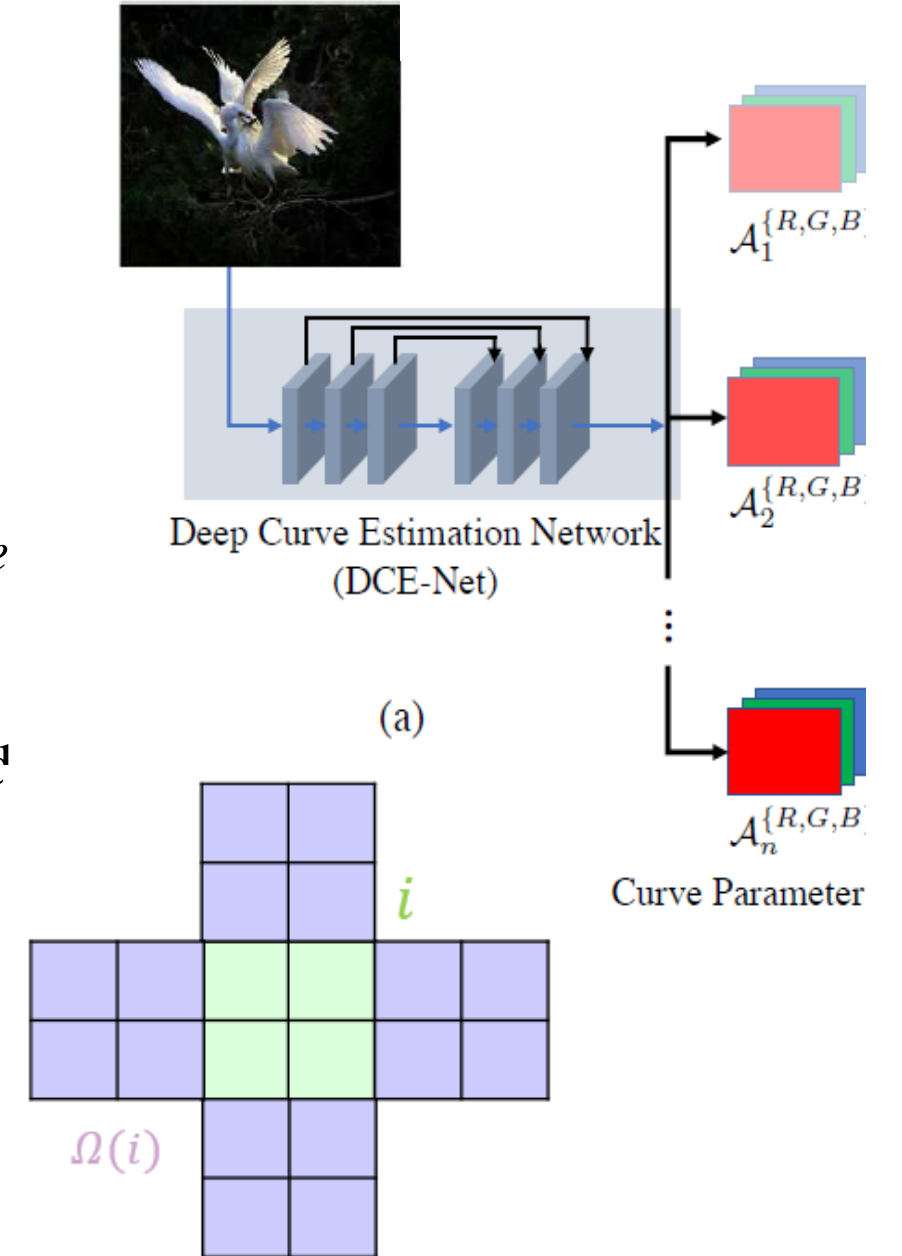 𝒜₁^{R,G,B}
𝒜₂^{R,G,B}
Deep Curve Estimation Network
(DCE-Net)
e
⋮
(a)
𝒜ₙ^{R,G,B}
Curve Parameter
i
Ω(i)